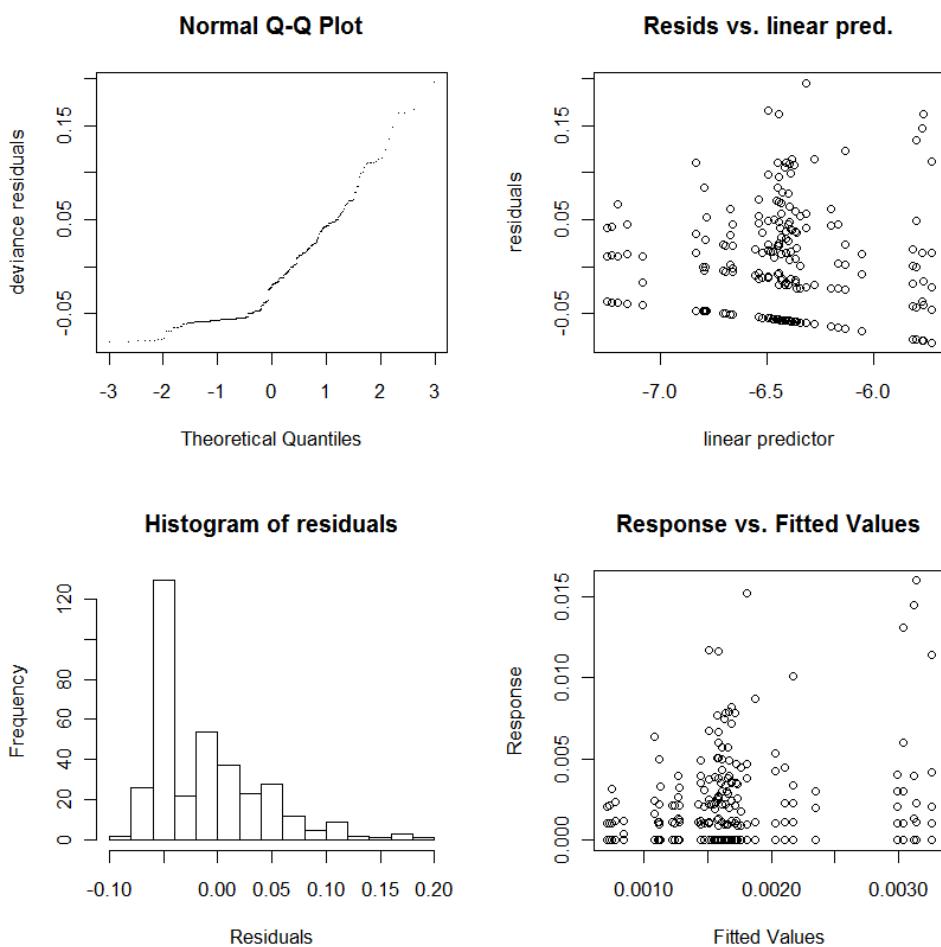 Normal Q-Q Plot
deviance residuals
0.15
0.05
-0.05
-3 -2 -1 0 1 2 3
Theoretical Quantiles
Resids vs. linear pred.
residuals
0.15
0.05
-0.05
-7.0 -6.5 -6.0
linear predictor
Histogram of residuals
Frequency
120
80
60
40
20
0
-0.10 0.00 0.05 0.10 0.15 0.20
Residuals
Response vs. Fitted Values
Response
0.015
0.010
0.005
0.000
0.0010 0.0020 0.0030
Fitted Values